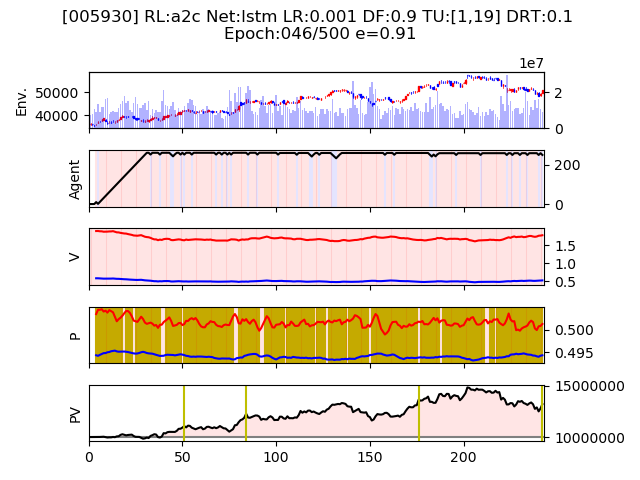 [005930] RL:a2c Net:lstm LR:0.001 DF:0.9 TU:[1,19] DRT:0.1
Epoch:046/500 e=0.91
1e7
Env.
50000
40000
2
0
Agent
200
0
V
1.5
1.0
0.5
P
0.500
0.495
PV
15000000
10000000
0 50 100 150 200